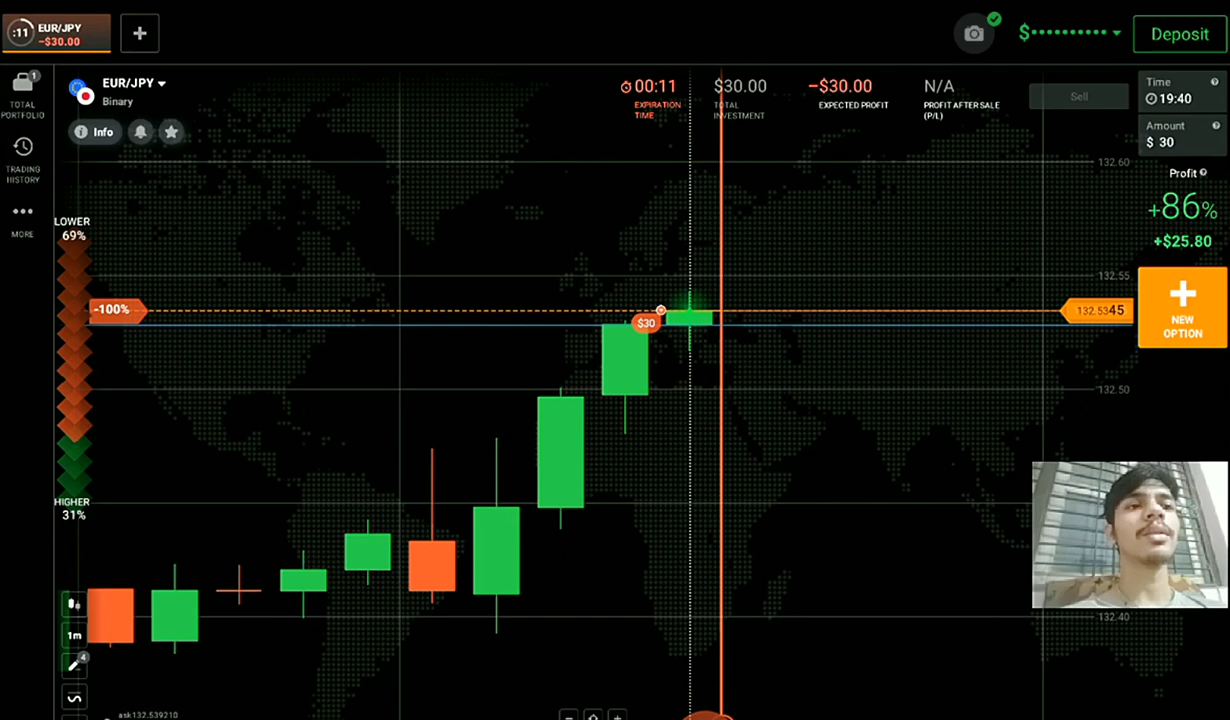 :11
EUR/JPY
–$30.00
+
$••••••••••
Deposit
1
TOTAL
PORTFOLIO
EUR/JPY
Binary
Info
00:11
EXPIRATION
TIME
$30.00
TOTAL
INVESTMENT
–$30.00
EXPECTED PROFIT
N/A
PROFIT AFTER SALE
(P/L)
Sell
Time
19:40
Amount
$ 30
TRADING
HISTORY
MORE
132.60
Profit
+86%
+$25.80
LOWER
69%
132.55
-100%
$30
132.5345
NEW
OPTION
132.50
HIGHER
31%
1m
4
132.40
ask132.539210